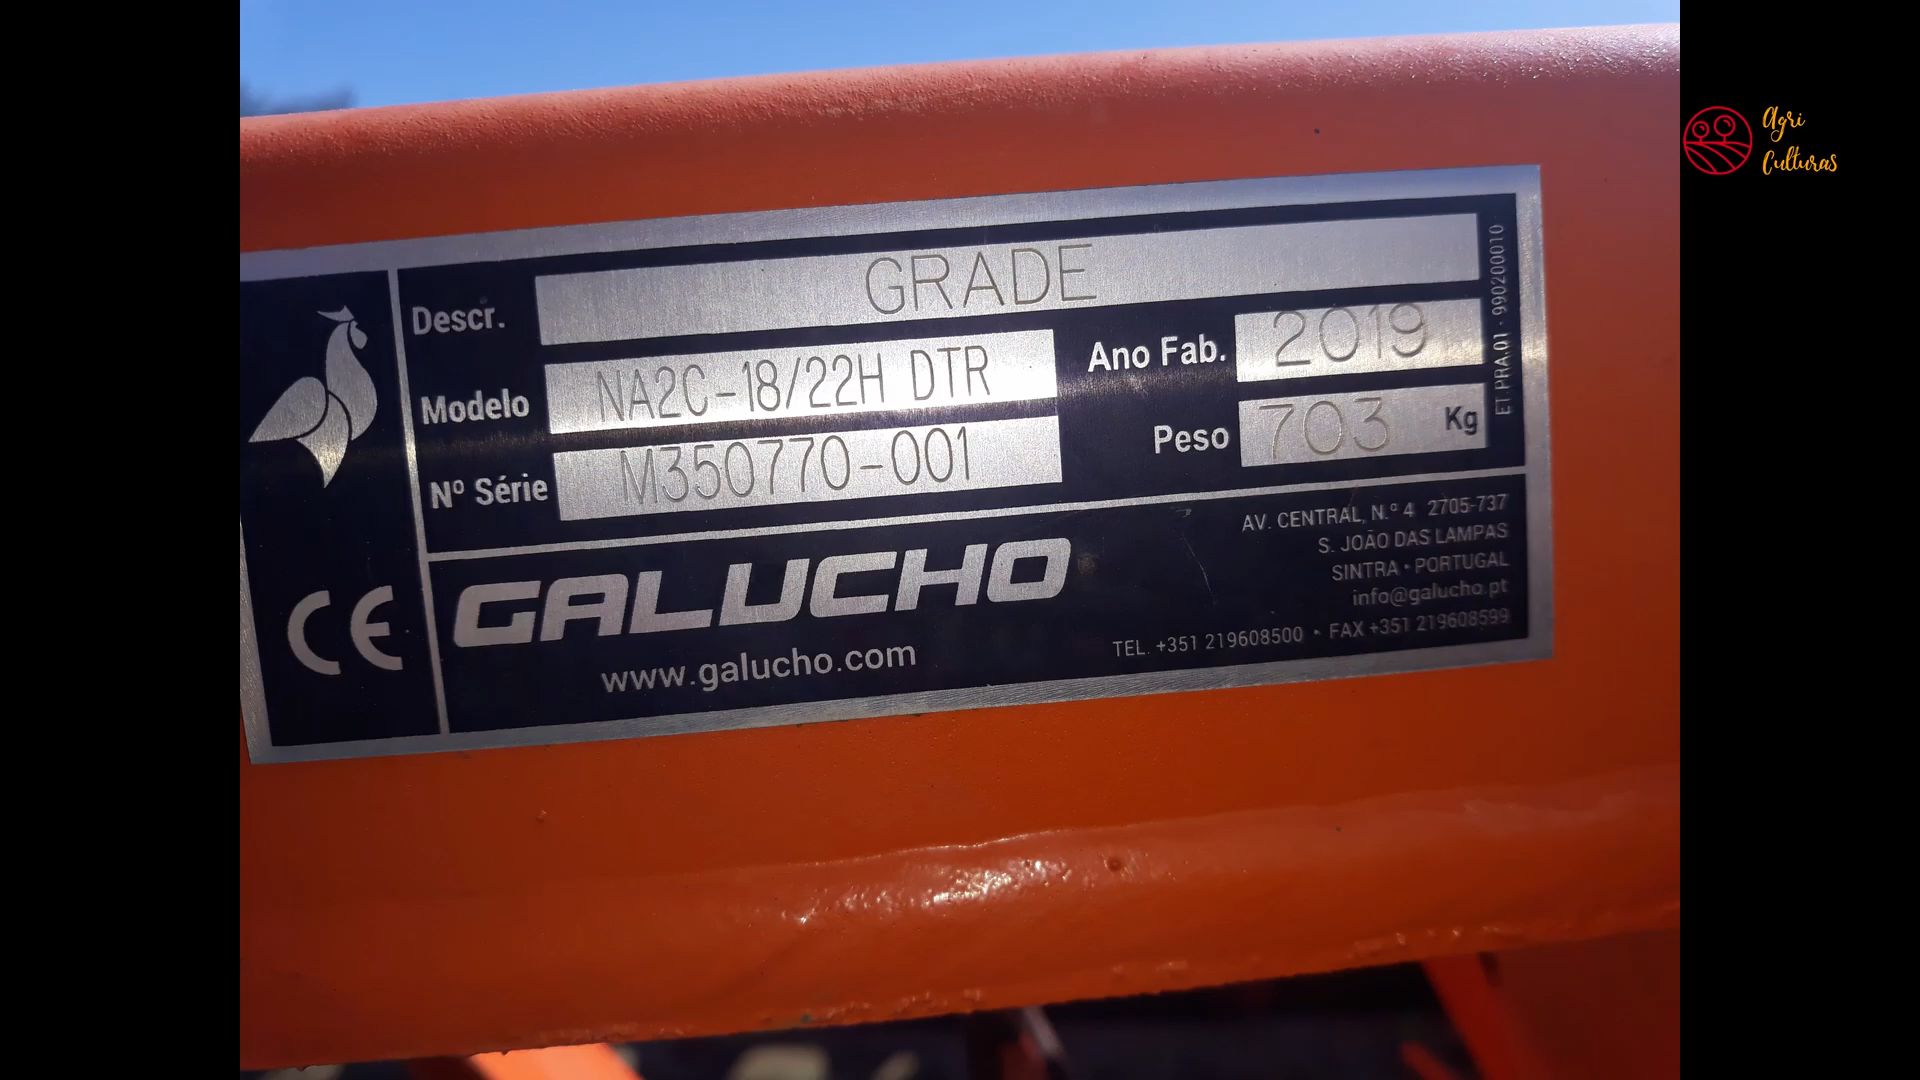 Agri
Culturas
Descr. GRADE
Modelo NA2C-18/22H DTR
Ano Fab. 2019
Nº Série M350770-001
Peso 703 Kg
ET.PRA.01 - 990200010
CE
GALUCHO
www.galucho.com
AV. CENTRAL, N.º 4 2705-737
S. JOÃO DAS LAMPAS
SINTRA • PORTUGAL
info@galucho.pt
TEL. +351 219608500 • FAX +351 219608599